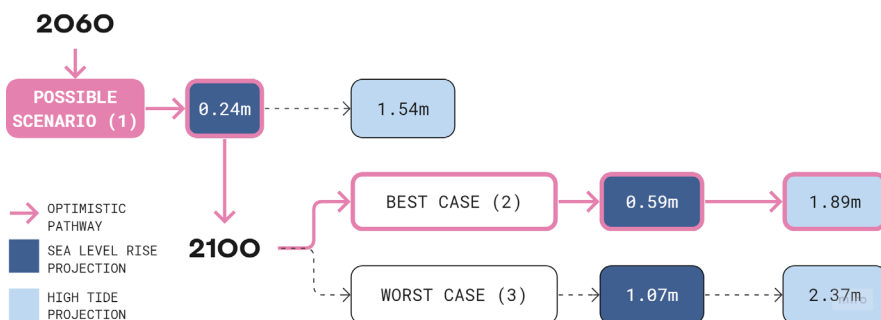 2060
POSSIBLE
SCENARIO (1)
0.24m
1.54m
BEST CASE (2)
0.59m
1.89m
2100
WORST CASE (3)
1.07m
2.37m
miro
OPTIMISTIC
PATHWAY
SEA LEVEL RISE
PROJECTION
HIGH TIDE
PROJECTION